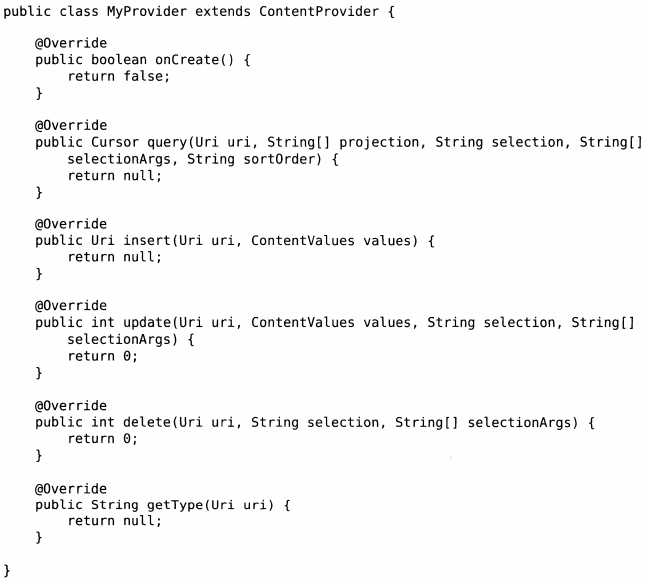 public class MyProvider extends ContentProvider {
    @Override
    public boolean onCreate() {
        return false;
    }
    @Override
    public Cursor query(Uri uri, String[] projection, String selection, String[]
        selectionArgs, String sortOrder) {
        return null;
    }
    @Override
    public Uri insert(Uri uri, ContentValues values) {
        return null;
    }
    @Override
    public int update(Uri uri, ContentValues values, String selection, String[]
        selectionArgs) {
        return 0;
    }
    @Override
    public int delete(Uri uri, String selection, String[] selectionArgs) {
        return 0;
    }
    @Override
    public String getType(Uri uri) {
        return null;
    }
}